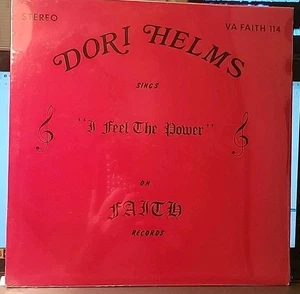 STEREO
VA FAITH 114
DORI HELMS
SINGS
"I Feel The Power"
ON
FAITH
RECORDS